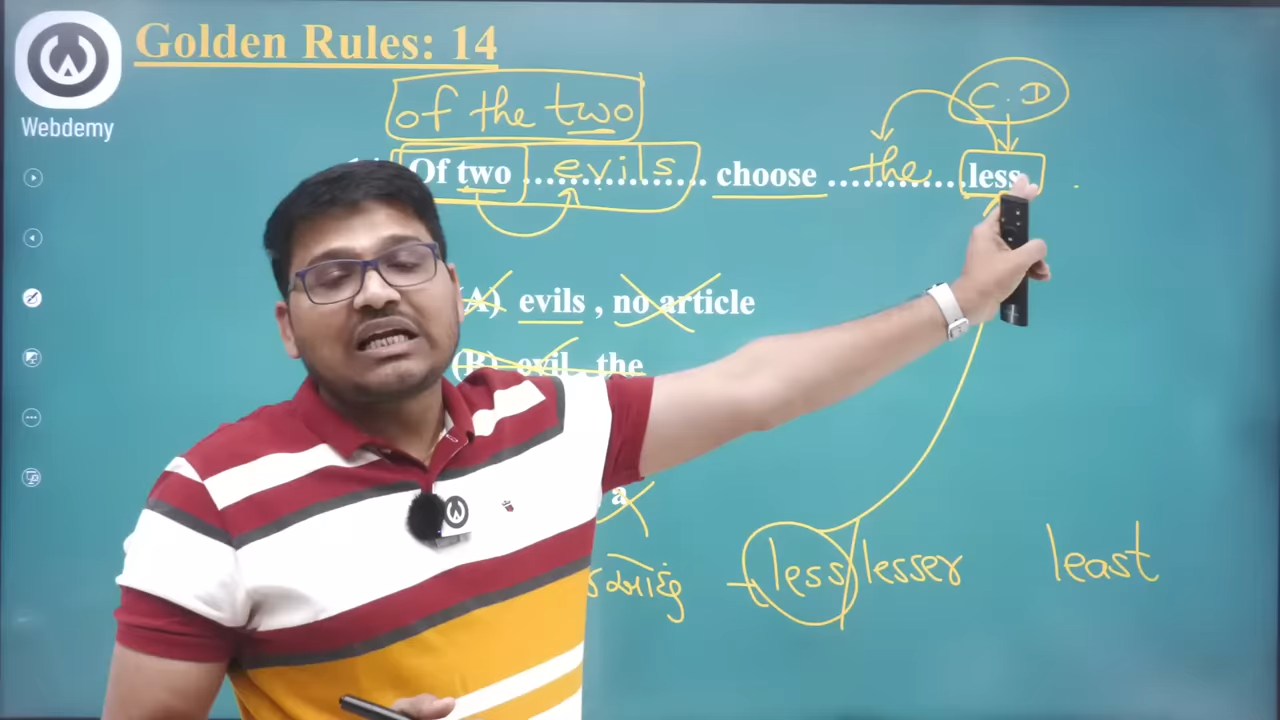 Golden Rules: 14
Webdemy
of the two
C.D
Of two evils choose the less
(A) evils , no article
(B) evil , the
a
less / lesser least